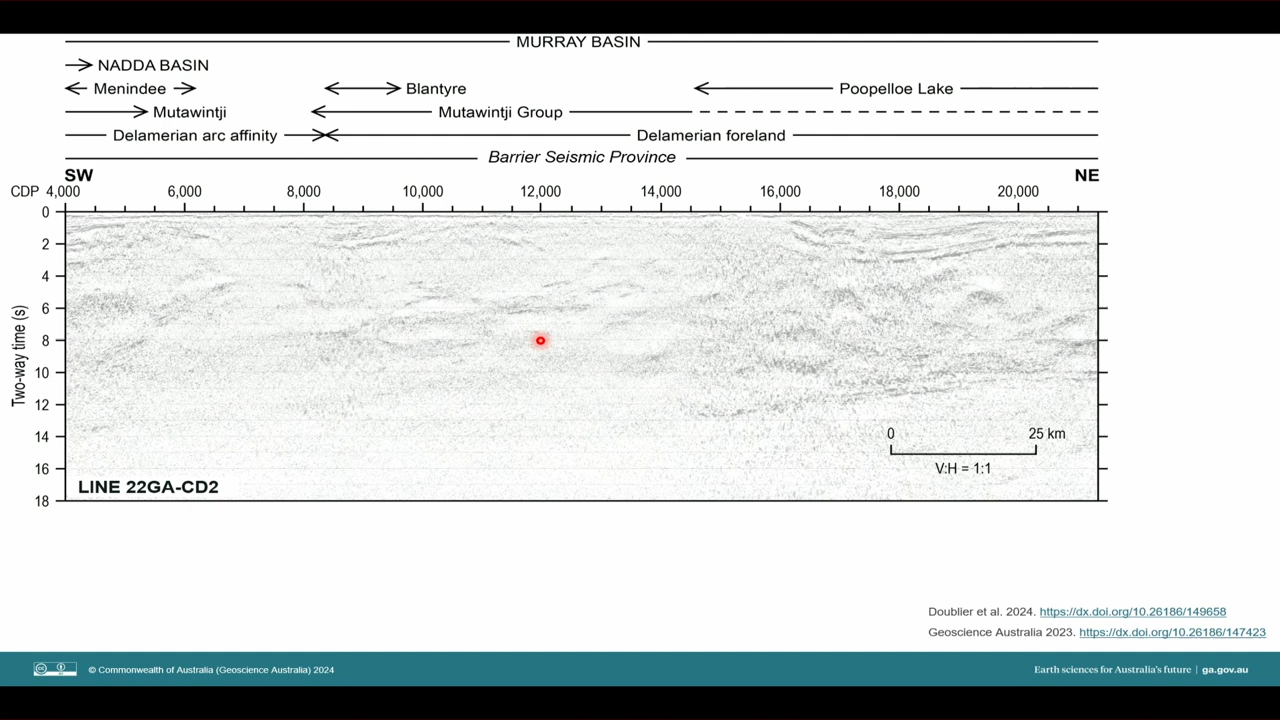 MURRAY BASIN
NADDA BASIN
Menindee Blantyre Poopelloe Lake
Mutawintji Mutawintji Group
Delamerian arc affinity Delamerian foreland
Barrier Seismic Province
SW NE
CDP 4,000 6,000 8,000 10,000 12,000 14,000 16,000 18,000 20,000
0
2
4
6
8
10
12
14
16
18
Two-way time (s)
0 25 km
V:H = 1:1
LINE 22GA-CD2
Doublier et al. 2024. https://dx.doi.org/10.26186/149658
Geoscience Australia 2023. https://dx.doi.org/10.26186/147423
© Commonwealth of Australia (Geoscience Australia) 2024
Earth sciences for Australia's future | ga.gov.au